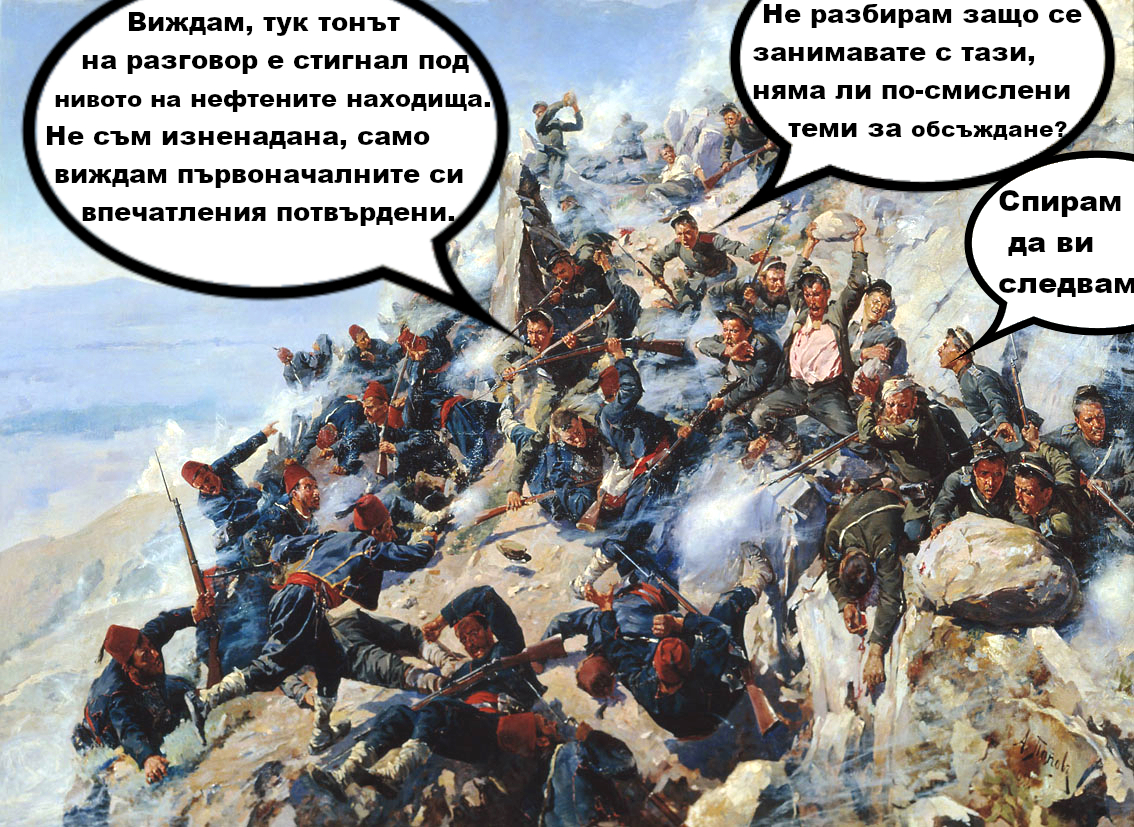 Виждам, тук тонът
на разговор е стигнал под
нивото на нефтените находища.
Не съм изненадана, само
виждам първоначалните си
впечатления потвърдени.
Не разбирам защо се
занимавате с тази,
няма ли по-смислени
теми за обсъждане?
Спирам
да ви
следвам